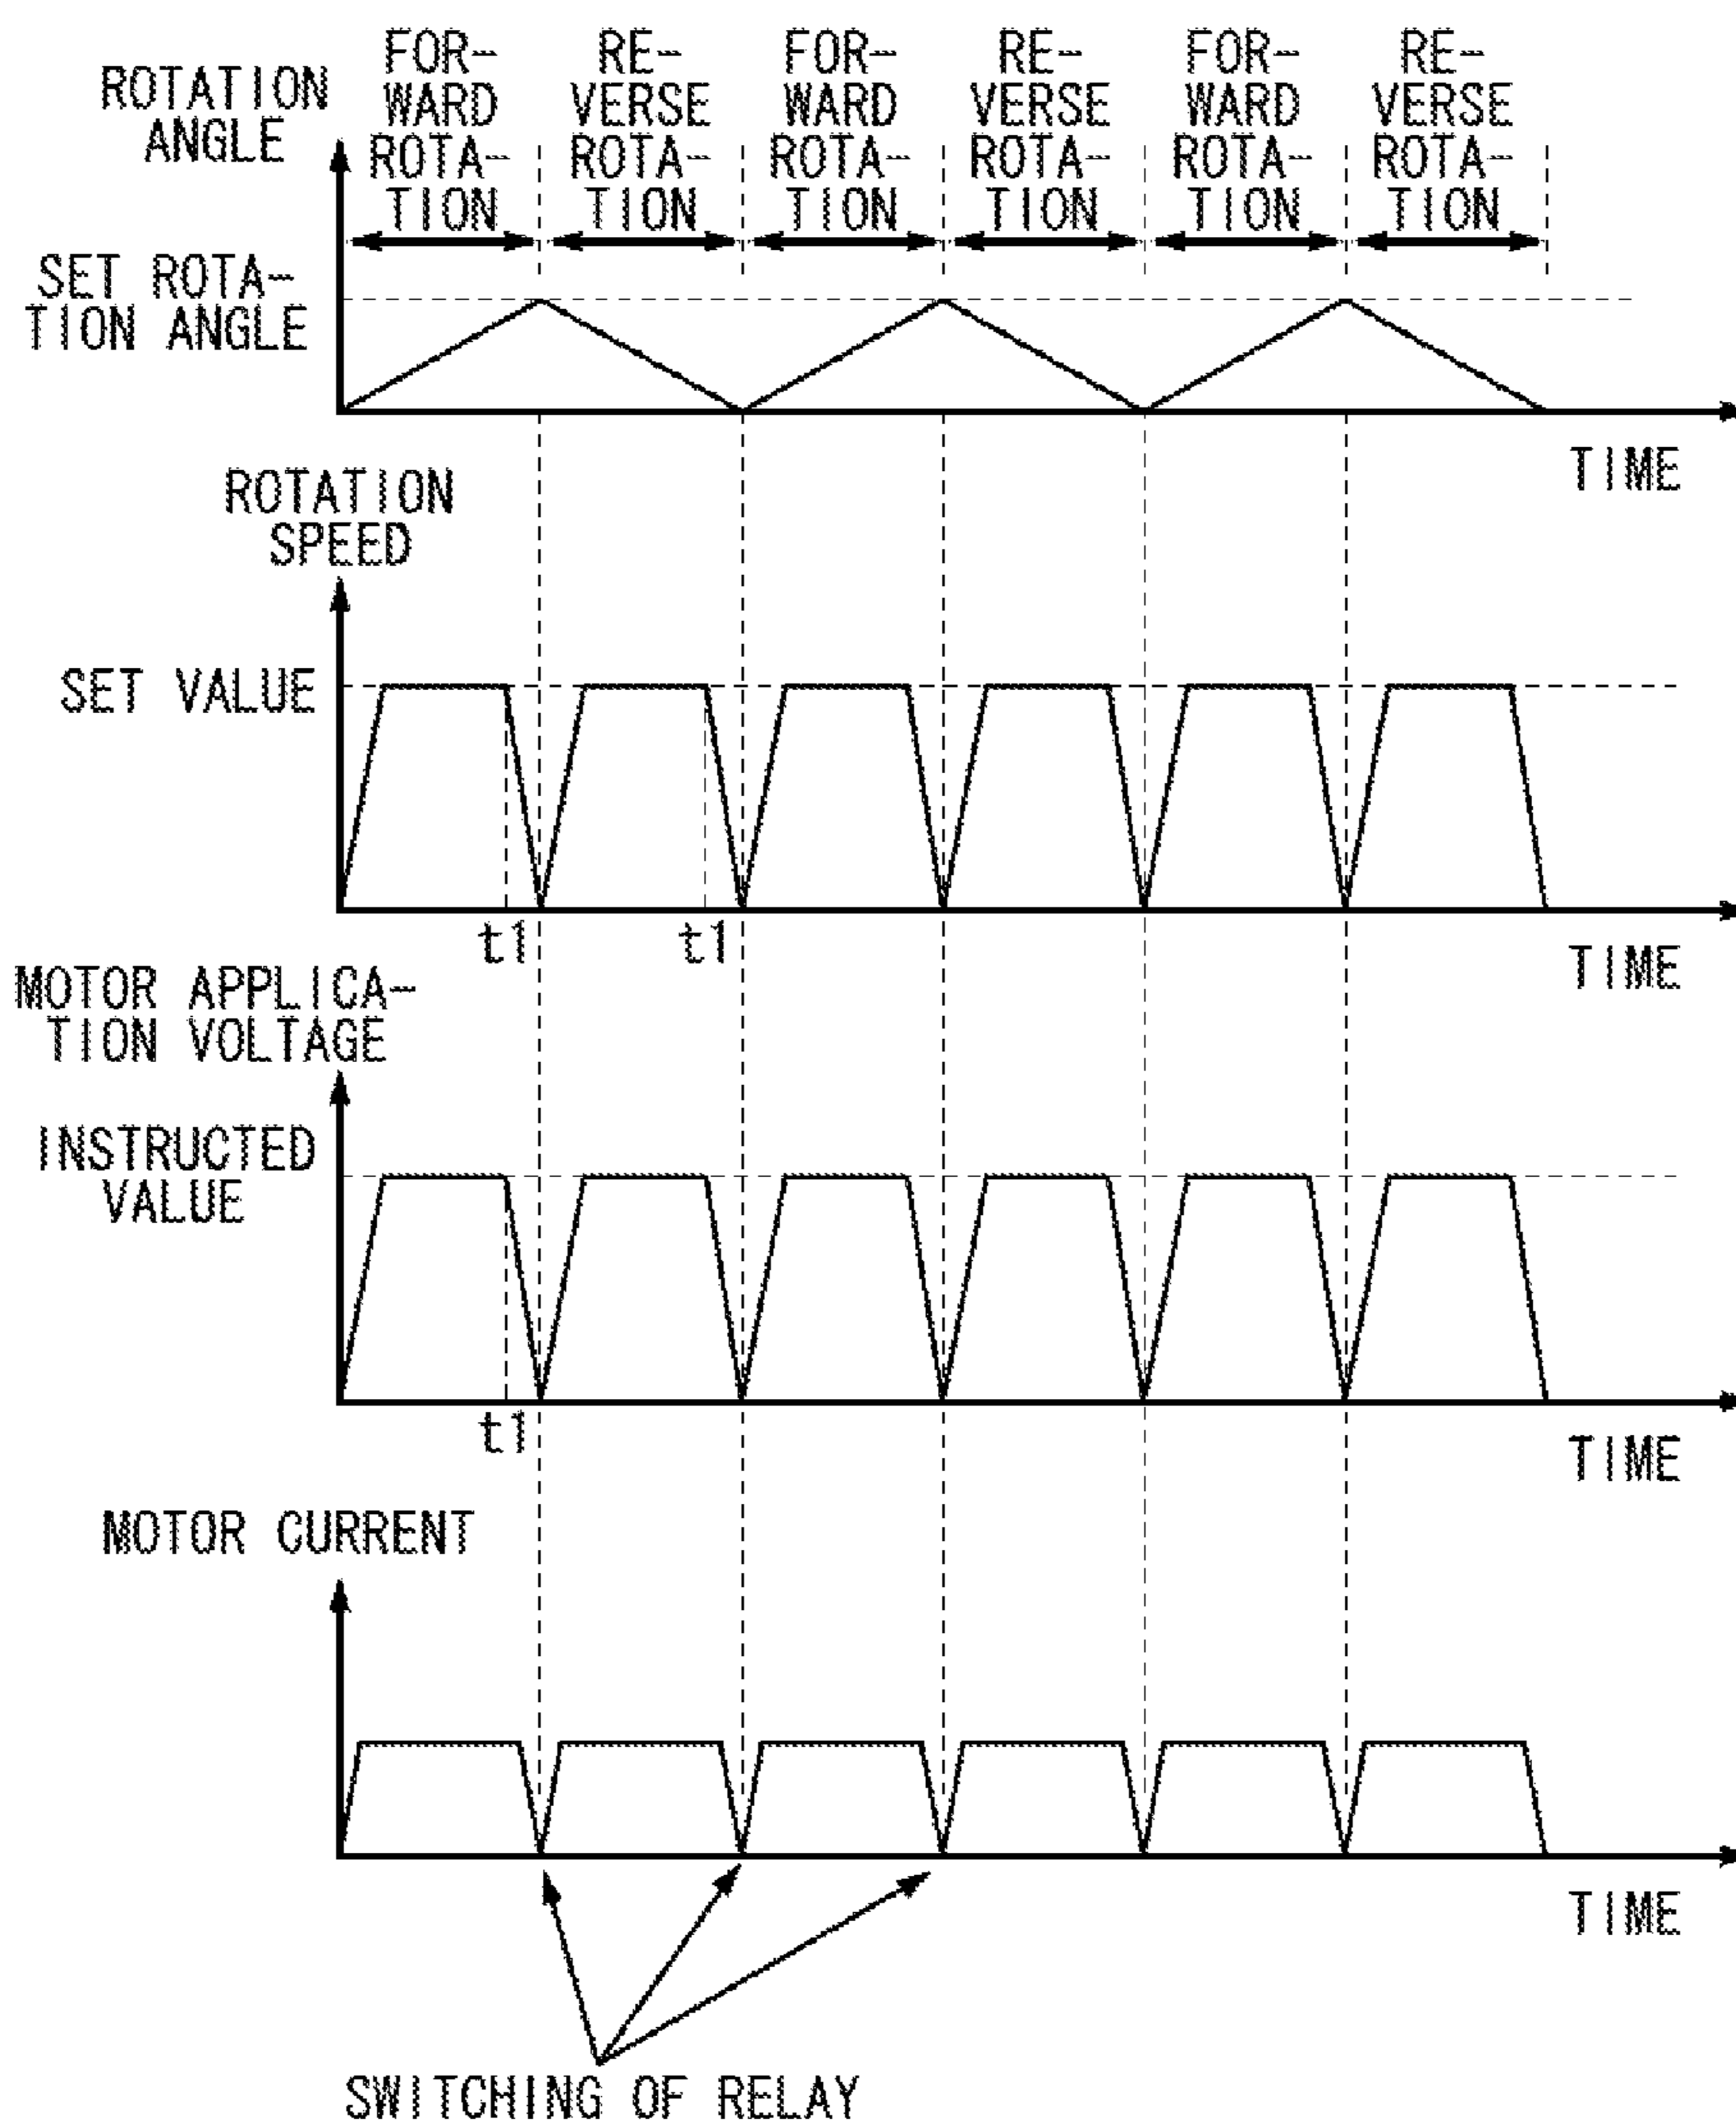 FOR-
WARD
ROTA-
TION
RE-
VERSE
ROTA-
TION
FOR-
WARD
ROTA-
TION
RE-
VERSE
ROTA-
TION
FOR-
WARD
ROTA-
TION
RE-
VERSE
ROTA-
TION
ROTATION
ANGLE
SET ROTA-
TION ANGLE
TIME
ROTATION
SPEED
SET VALUE
t1
t1
TIME
MOTOR APPLICA-
TION VOLTAGE
INSTRUCTED
VALUE
t1
TIME
MOTOR CURRENT
TIME
SWITCHING OF RELAY